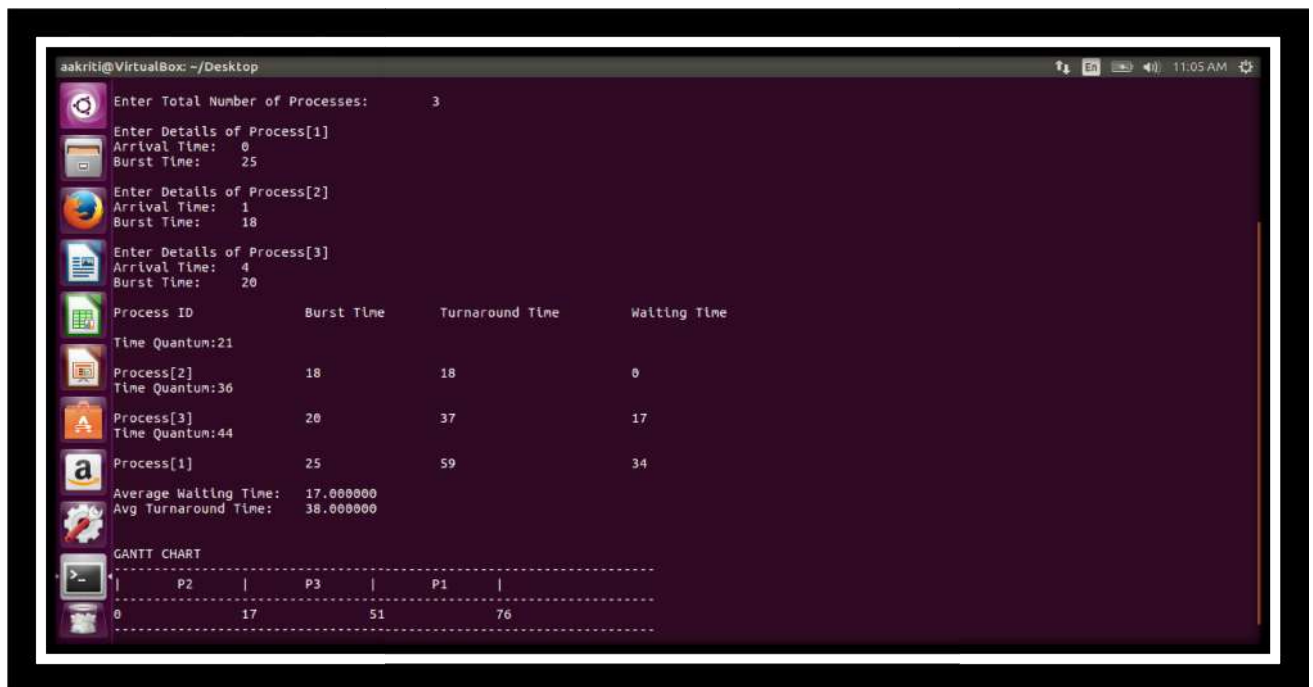 aakriti@VirtualBox: ~/Desktop
En
11:05 AM
Enter Total Number of Processes: 3
Enter Details of Process[1]
Arrival Time: 0
Burst Time: 25
Enter Details of Process[2]
Arrival Time: 1
Burst Time: 18
Enter Details of Process[3]
Arrival Time: 4
Burst Time: 20
Process ID Burst Time Turnaround Time Waiting Time
Time Quantum:21
Process[2] 18 18 0
Time Quantum:36
Process[3] 20 37 17
Time Quantum:44
Process[1] 25 59 34
Average Waiting Time: 17.000000
Avg Turnaround Time: 38.000000
GANTT CHART
--------------------------------------------------------------------
| P2 | P3 | P1 |
--------------------------------------------------------------------
0 17 51 76
--------------------------------------------------------------------